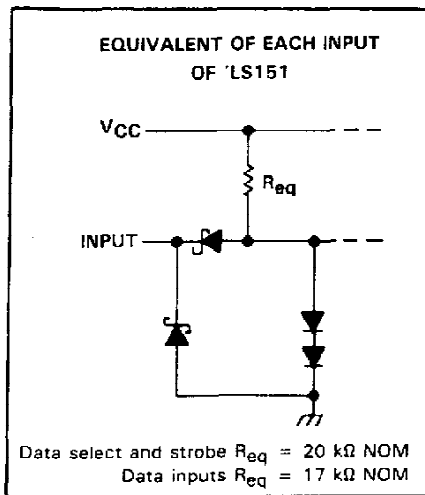 EQUIVALENT OF EACH INPUT
OF 'LS151
VCC
Req
INPUT
Data select and strobe Req = 20 kΩ NOM
Data inputs Req = 17 kΩ NOM